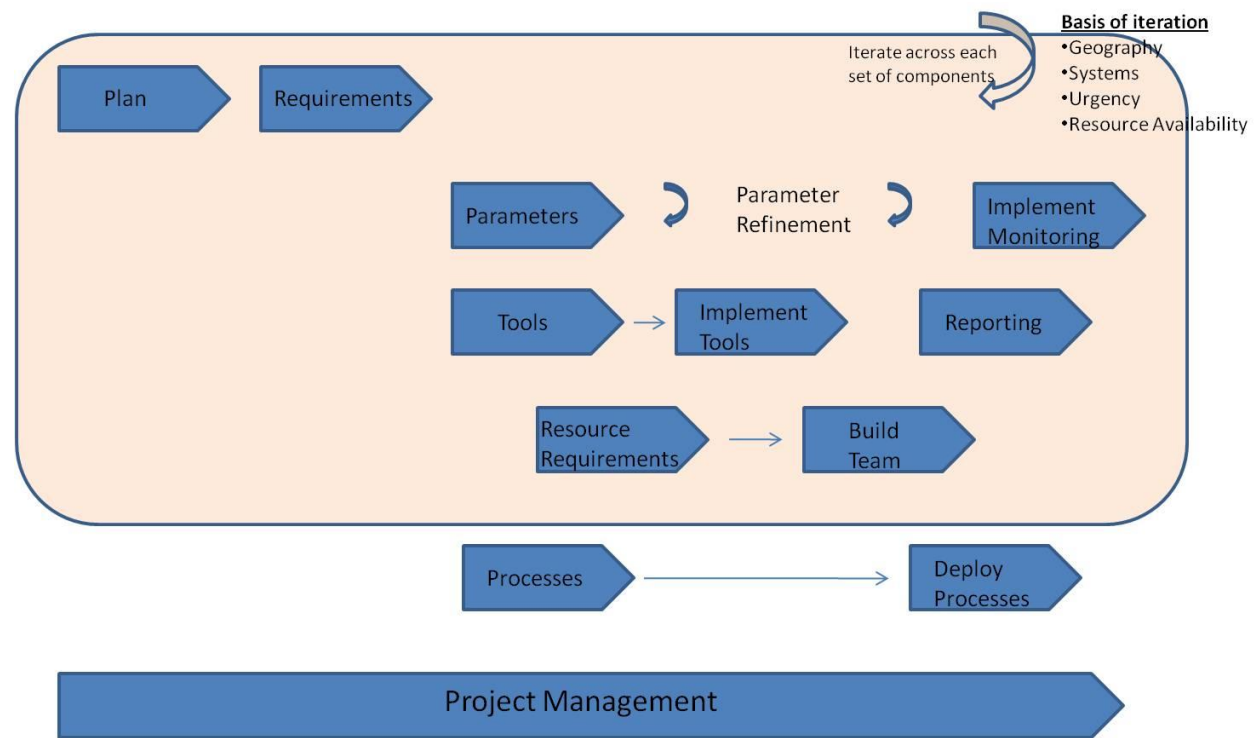 Basis of iteration
•Geography
•Systems
•Urgency
•Resource Availability
Iterate across each
set of components
Plan
Requirements
Parameters
Parameter
Refinement
Implement
Monitoring
Tools
Implement
Tools
Reporting
Resource
Requirements
Build
Team
Processes
Deploy
Processes
Project Management